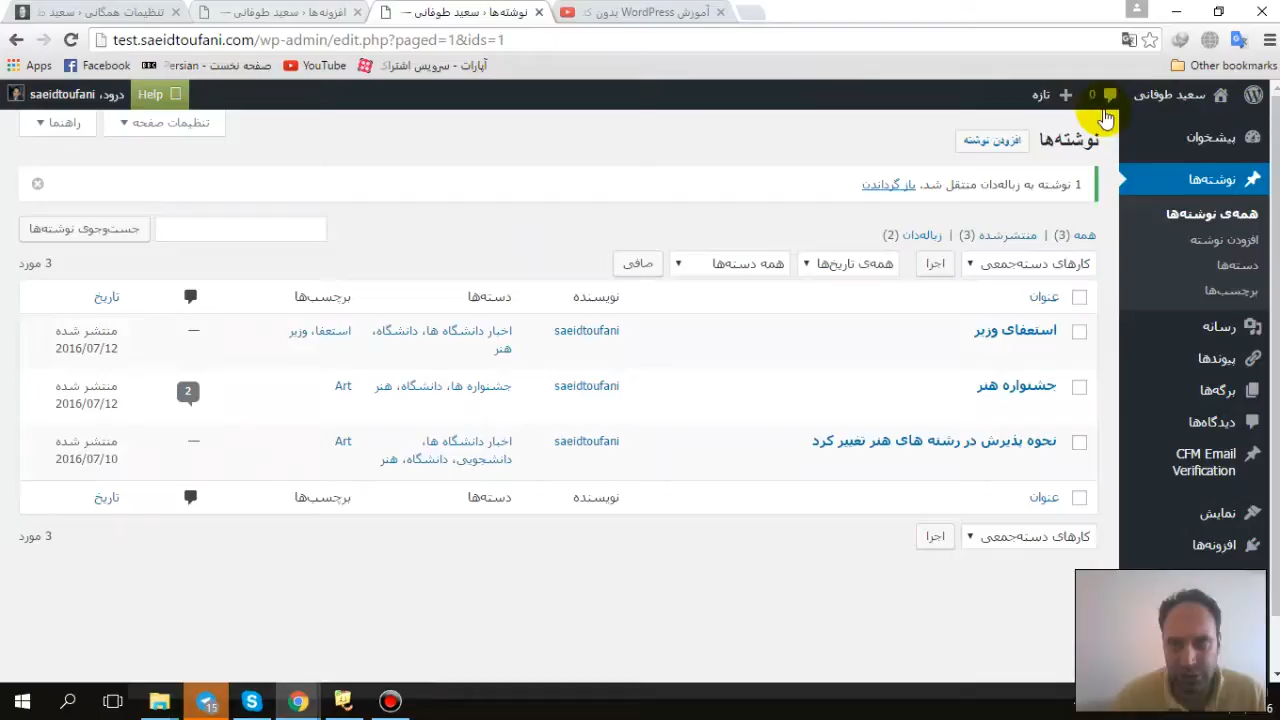 تنظیمات همگانی ‹ سعید ط
افزونه‌ها ‹ سعید طوفانی —
نوشته‌ها ‹ سعید طوفانی —
آموزش WordPress بدون ک
test.saeidtoufani.com/wp-admin/edit.php?paged=1&ids=1
Apps
Facebook
صفحه نخست - Persian
YouTube
آپارات - سرویس اشتراک
Other bookmarks
سعید طوفانی
0
تازه
Help
درود، saeidtoufani
تنظیمات صفحه
راهنما
پیشخوان
نوشته‌ها
همه‌ی نوشته‌ها
افزودن نوشته
دسته‌ها
برچسب‌ها
رسانه
پیوندها
برگه‌ها
دیدگاه‌ها
CFM Email
Verification
نمایش
افزونه‌ها
نوشته‌ها
افزودن نوشته
1 نوشته به زباله‌دان منتقل شد. باز گرداندن
همه (3) | منتشرشده (3) | زباله‌دان (2)
جست‌وجوی نوشته‌ها
کارهای دسته‌جمعی
اجرا
همه‌ی تاریخ‌ها
همه دسته‌ها
صافی
3 مورد
عنوان
نویسنده
دسته‌ها
برچسب‌ها
تاریخ
استعفای وزیر
saeidtoufani
اخبار دانشگاه ها، دانشگاه،
هنر
استعفا، وزیر
—
منتشر شده
2016/07/12
جشنواره هنر
saeidtoufani
جشنواره ها، دانشگاه، هنر
Art
2
منتشر شده
2016/07/12
نحوه پذیرش در رشته های هنر تغییر کرد
saeidtoufani
اخبار دانشگاه ها،
دانشجویی، دانشگاه، هنر
Art
—
منتشر شده
2016/07/10
عنوان
نویسنده
دسته‌ها
برچسب‌ها
تاریخ
کارهای دسته‌جمعی
اجرا
3 مورد
15